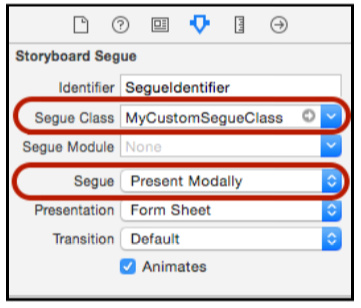 Storyboard Segue
Identifier SegueIdentifier
Segue Class MyCustomSegueClass
Segue Module None
Segue Present Modally
Presentation Form Sheet
Transition Default
Animates